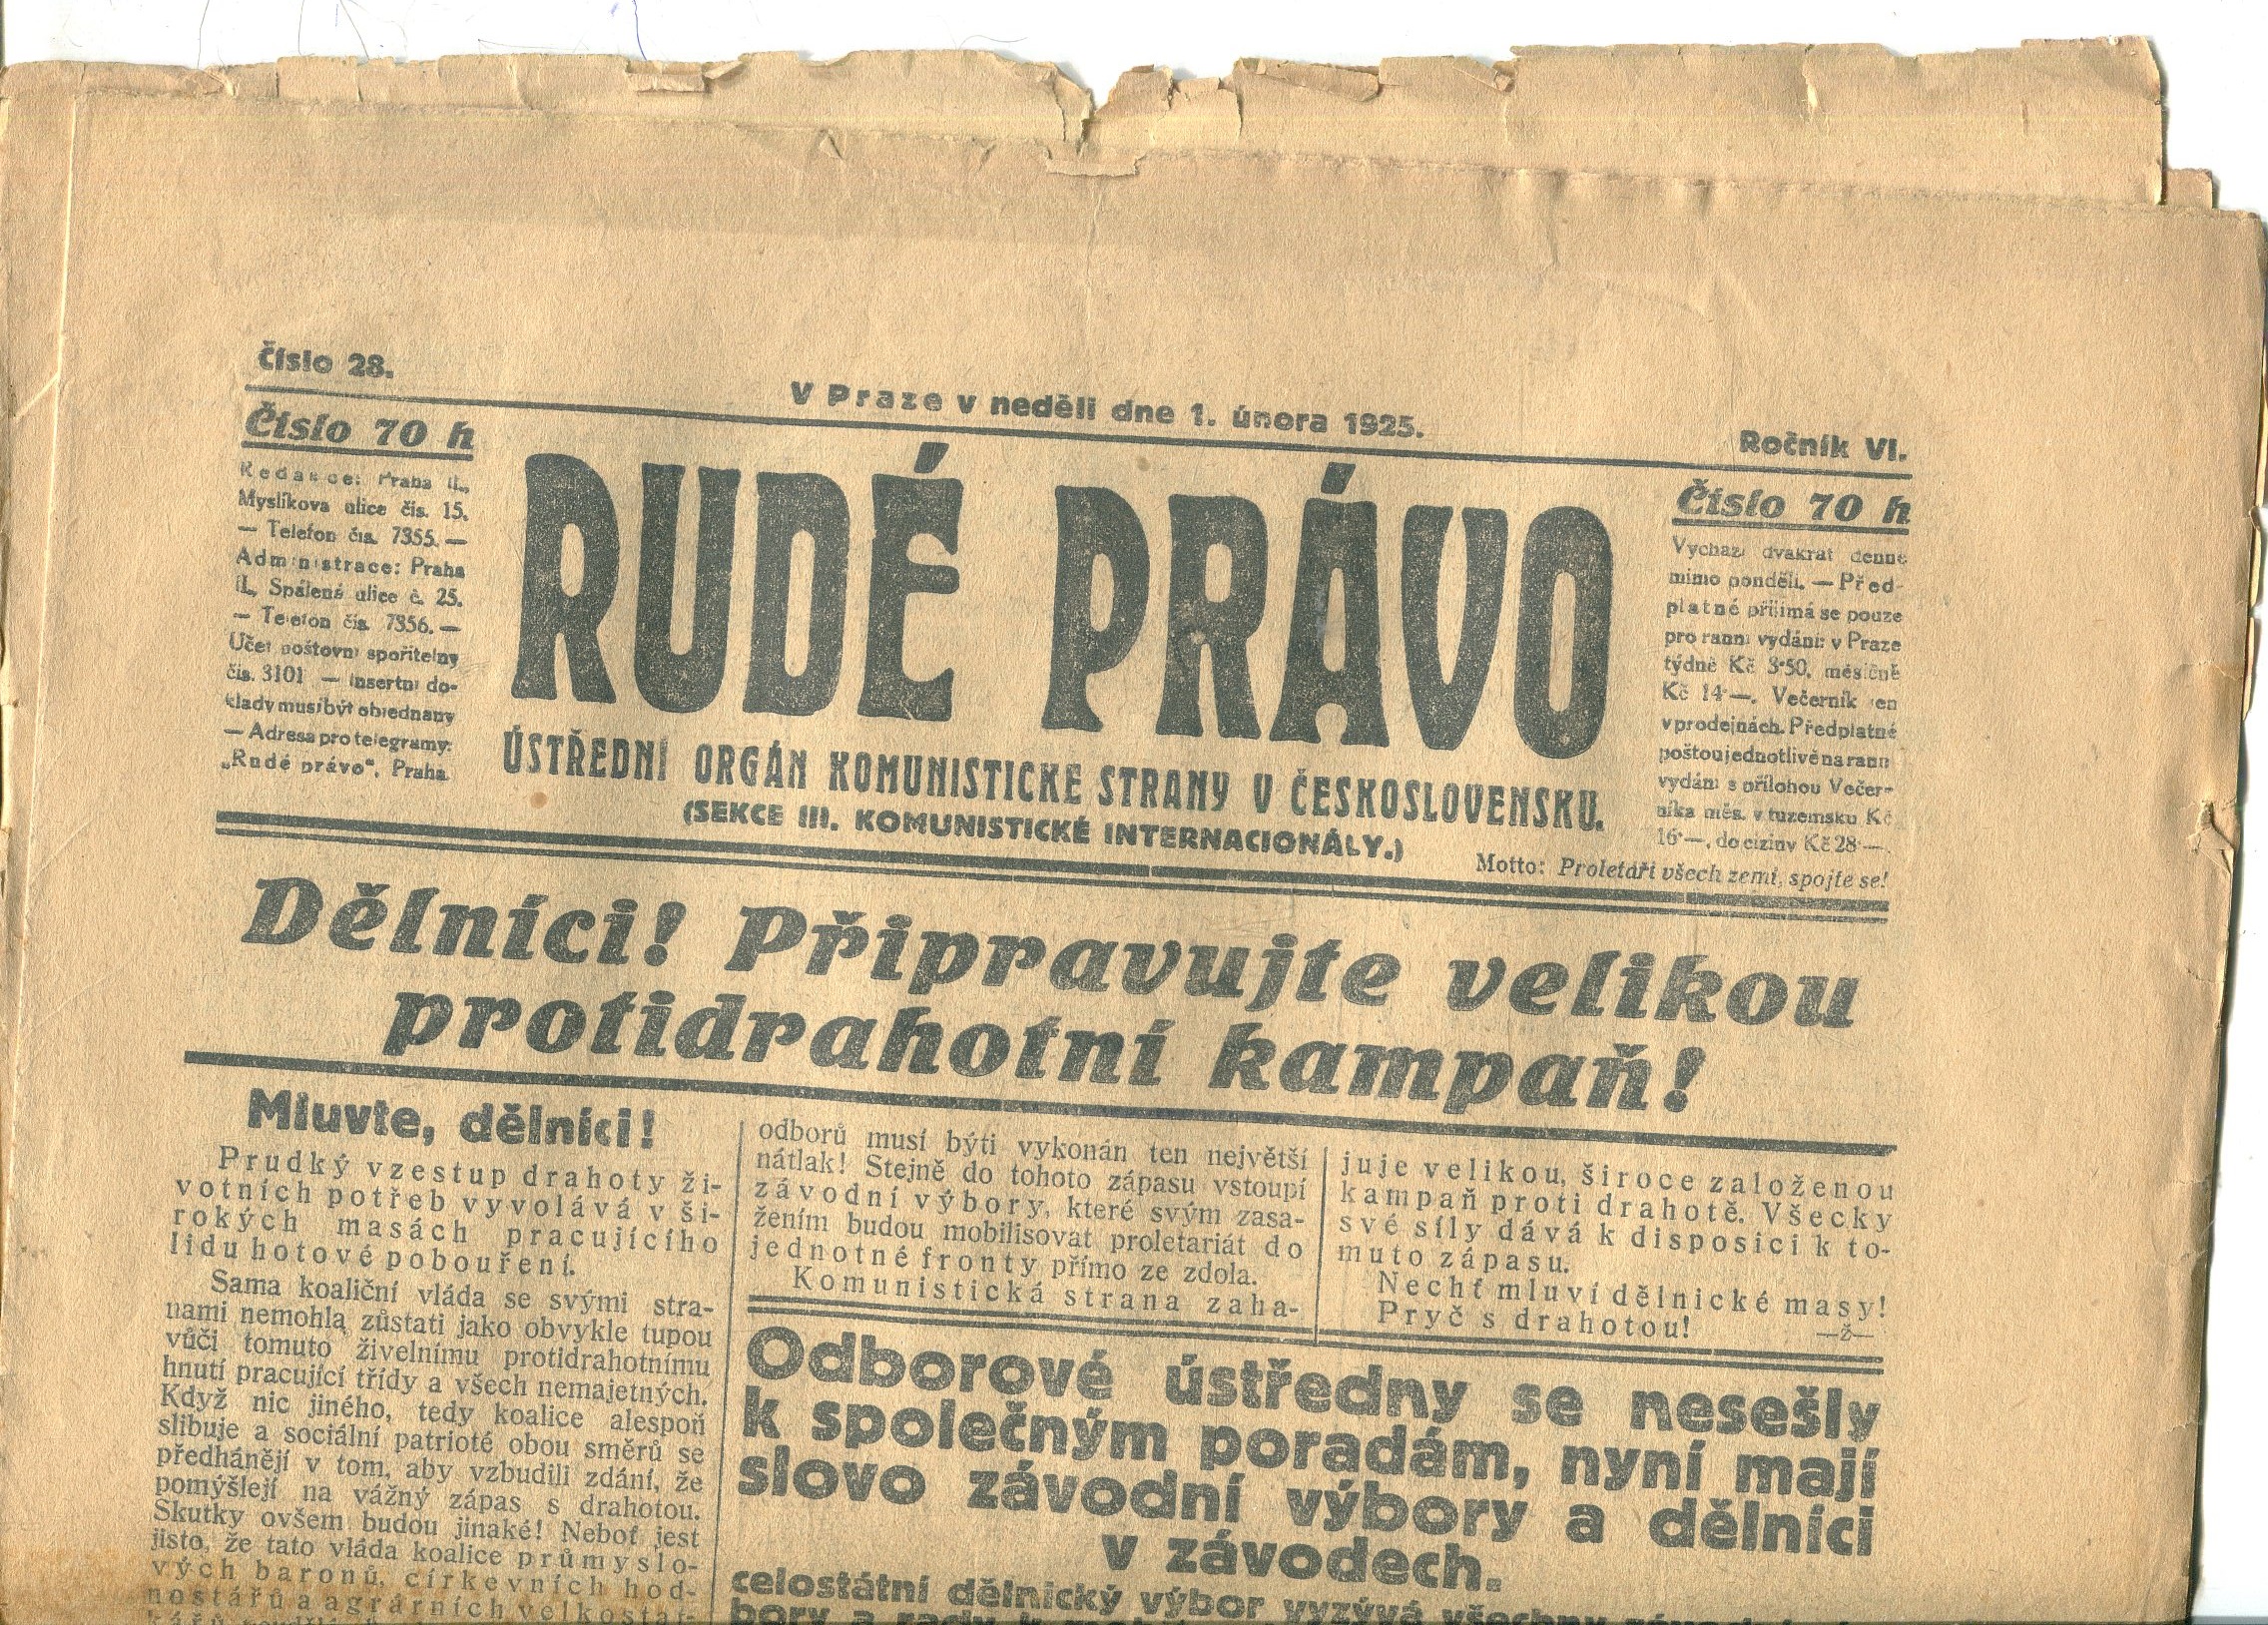 Číslo 28.
V Praze v neděli dne 1. února 1925.
Ročník VI.
Číslo 70 h
Redakce: Praha II.,
Myslíkova ulice čís. 15.
— Telefon čís. 7355. —
Administrace: Praha
II., Spálená ulice č. 25.
— Telefon čís. 7356. —
Účet poštovní spořitelny
čís. 3101 — Insertní do-
klady musí být objednány
— Adresa pro telegramy:
„Rudé právo“, Praha
RUDÉ PRÁVO
ÚSTŘEDNÍ ORGÁN KOMUNISTICKÉ STRANY V ČESKOSLOVENSKU.
(SEKCE III. KOMUNISTICKÉ INTERNACIONÁLY.)
Číslo 70 h
Vychází dvakrát denně
mimo pondělí. — Před-
platné přijímá se pouze
pro ranní vydání: v Praze
týdně Kč 3·50, měsíčně
Kč 14·—. Večerník jen
v prodejnách. Předplatné
poštou jednotlivě na ranní
vydání s přílohou Večer-
níka měs. v tuzemsku Kč
16·—, do ciziny Kč 28·—.
Motto: Proletáři všech zemí, spojte se!
Dělníci! Připravujte velikou
protidrahotní kampaň!
Mluvte, dělníci!
Prudký vzestup drahoty ži-
votních potřeb vyvolává v ši-
rokých masách pracujícího
lidu hotové pobouření.
Sama koaliční vláda se svými stra-
nami nemohla zůstati jako obvykle tupou
vůči tomuto živelnímu protidrahotnímu
hnutí pracující třídy a všech nemajetných.
Když nic jiného, tedy koalice alespoň
slibuje a sociální patrioté obou směrů se
předhánějí v tom, aby vzbudili zdání, že
pomýšlejí na vážný zápas s drahotou.
Skutky ovšem budou jinaké! Neboť jest
jisto, že tato vláda koalice průmyslo-
vých baronů, církevních hod-
nostářů a agrárních velkostat-
odborů musí býti vykonán ten největší
nátlak! Stejně do tohoto zápasu vstoupí
závodní výbory, které svým zasa-
žením budou mobilisovat proletariát do
jednotné fronty přímo ze zdola.
Komunistická strana zaha-
juje velikou, široce založenou
kampaň proti drahotě. Všecky
své síly dává k disposici k to-
muto zápasu.
Nechť mluví dělnické masy!
Pryč s drahotou!
—ž—
Odborové ústředny se nesešly
k společným poradám, nyní mají
slovo závodní výbory a dělníci
v závodech.
celostátní dělnický výbor vyzývá všechny
bory a rady